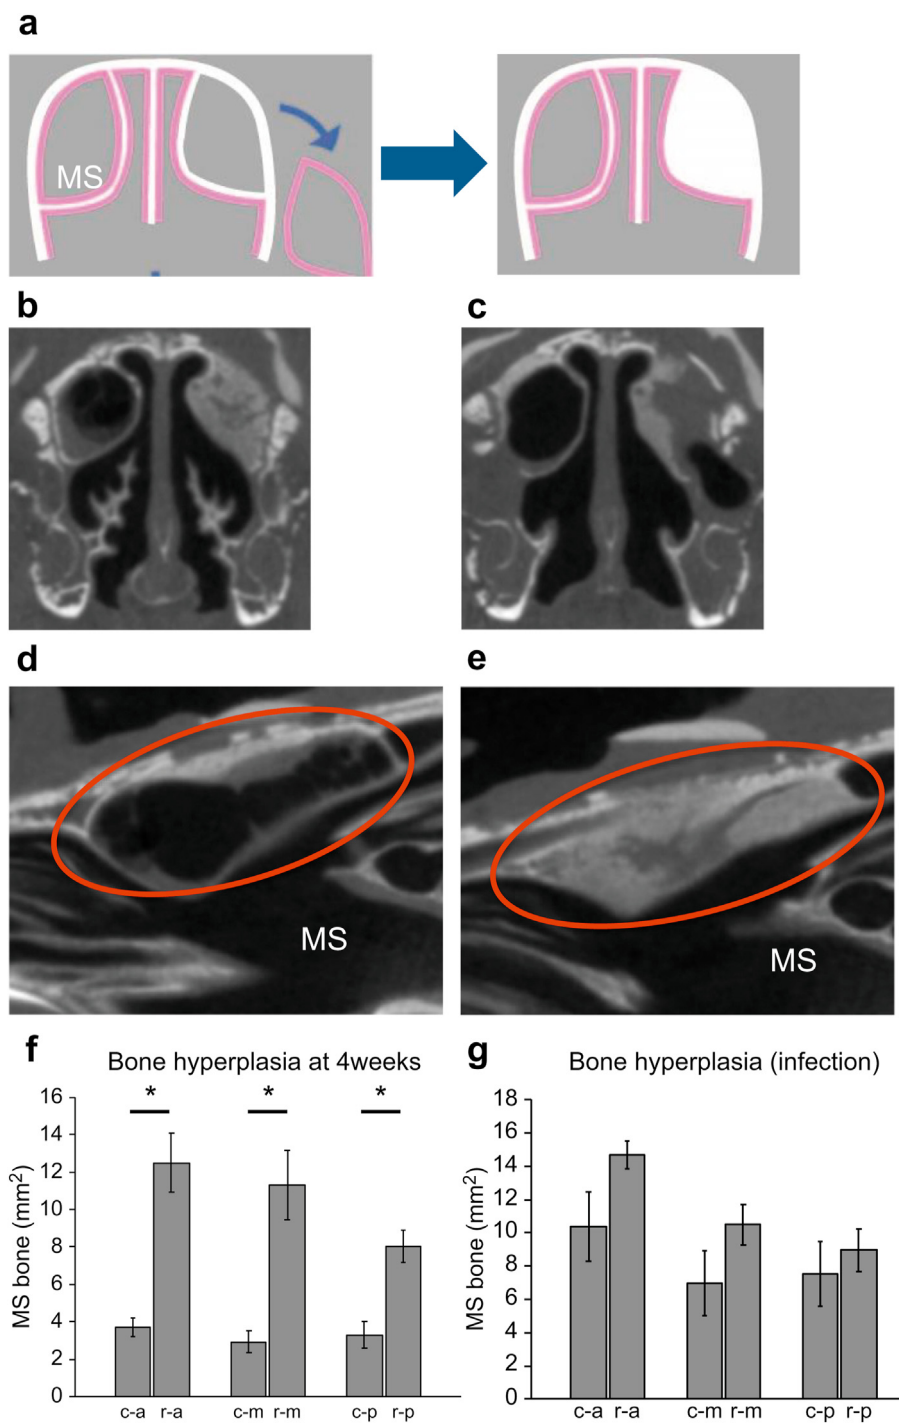 a
MS
b
c
d
e
MS
MS
f
Bone hyperplasia at 4weeks
MS bone (mm²)
16
14
12
10
8
6
4
2
0
*
*
*
c-a r-a c-m r-m c-p r-p
g
Bone hyperplasia (infection)
MS bone (mm²)
18
16
14
12
10
8
6
4
2
0
c-a r-a c-m r-m c-p r-p